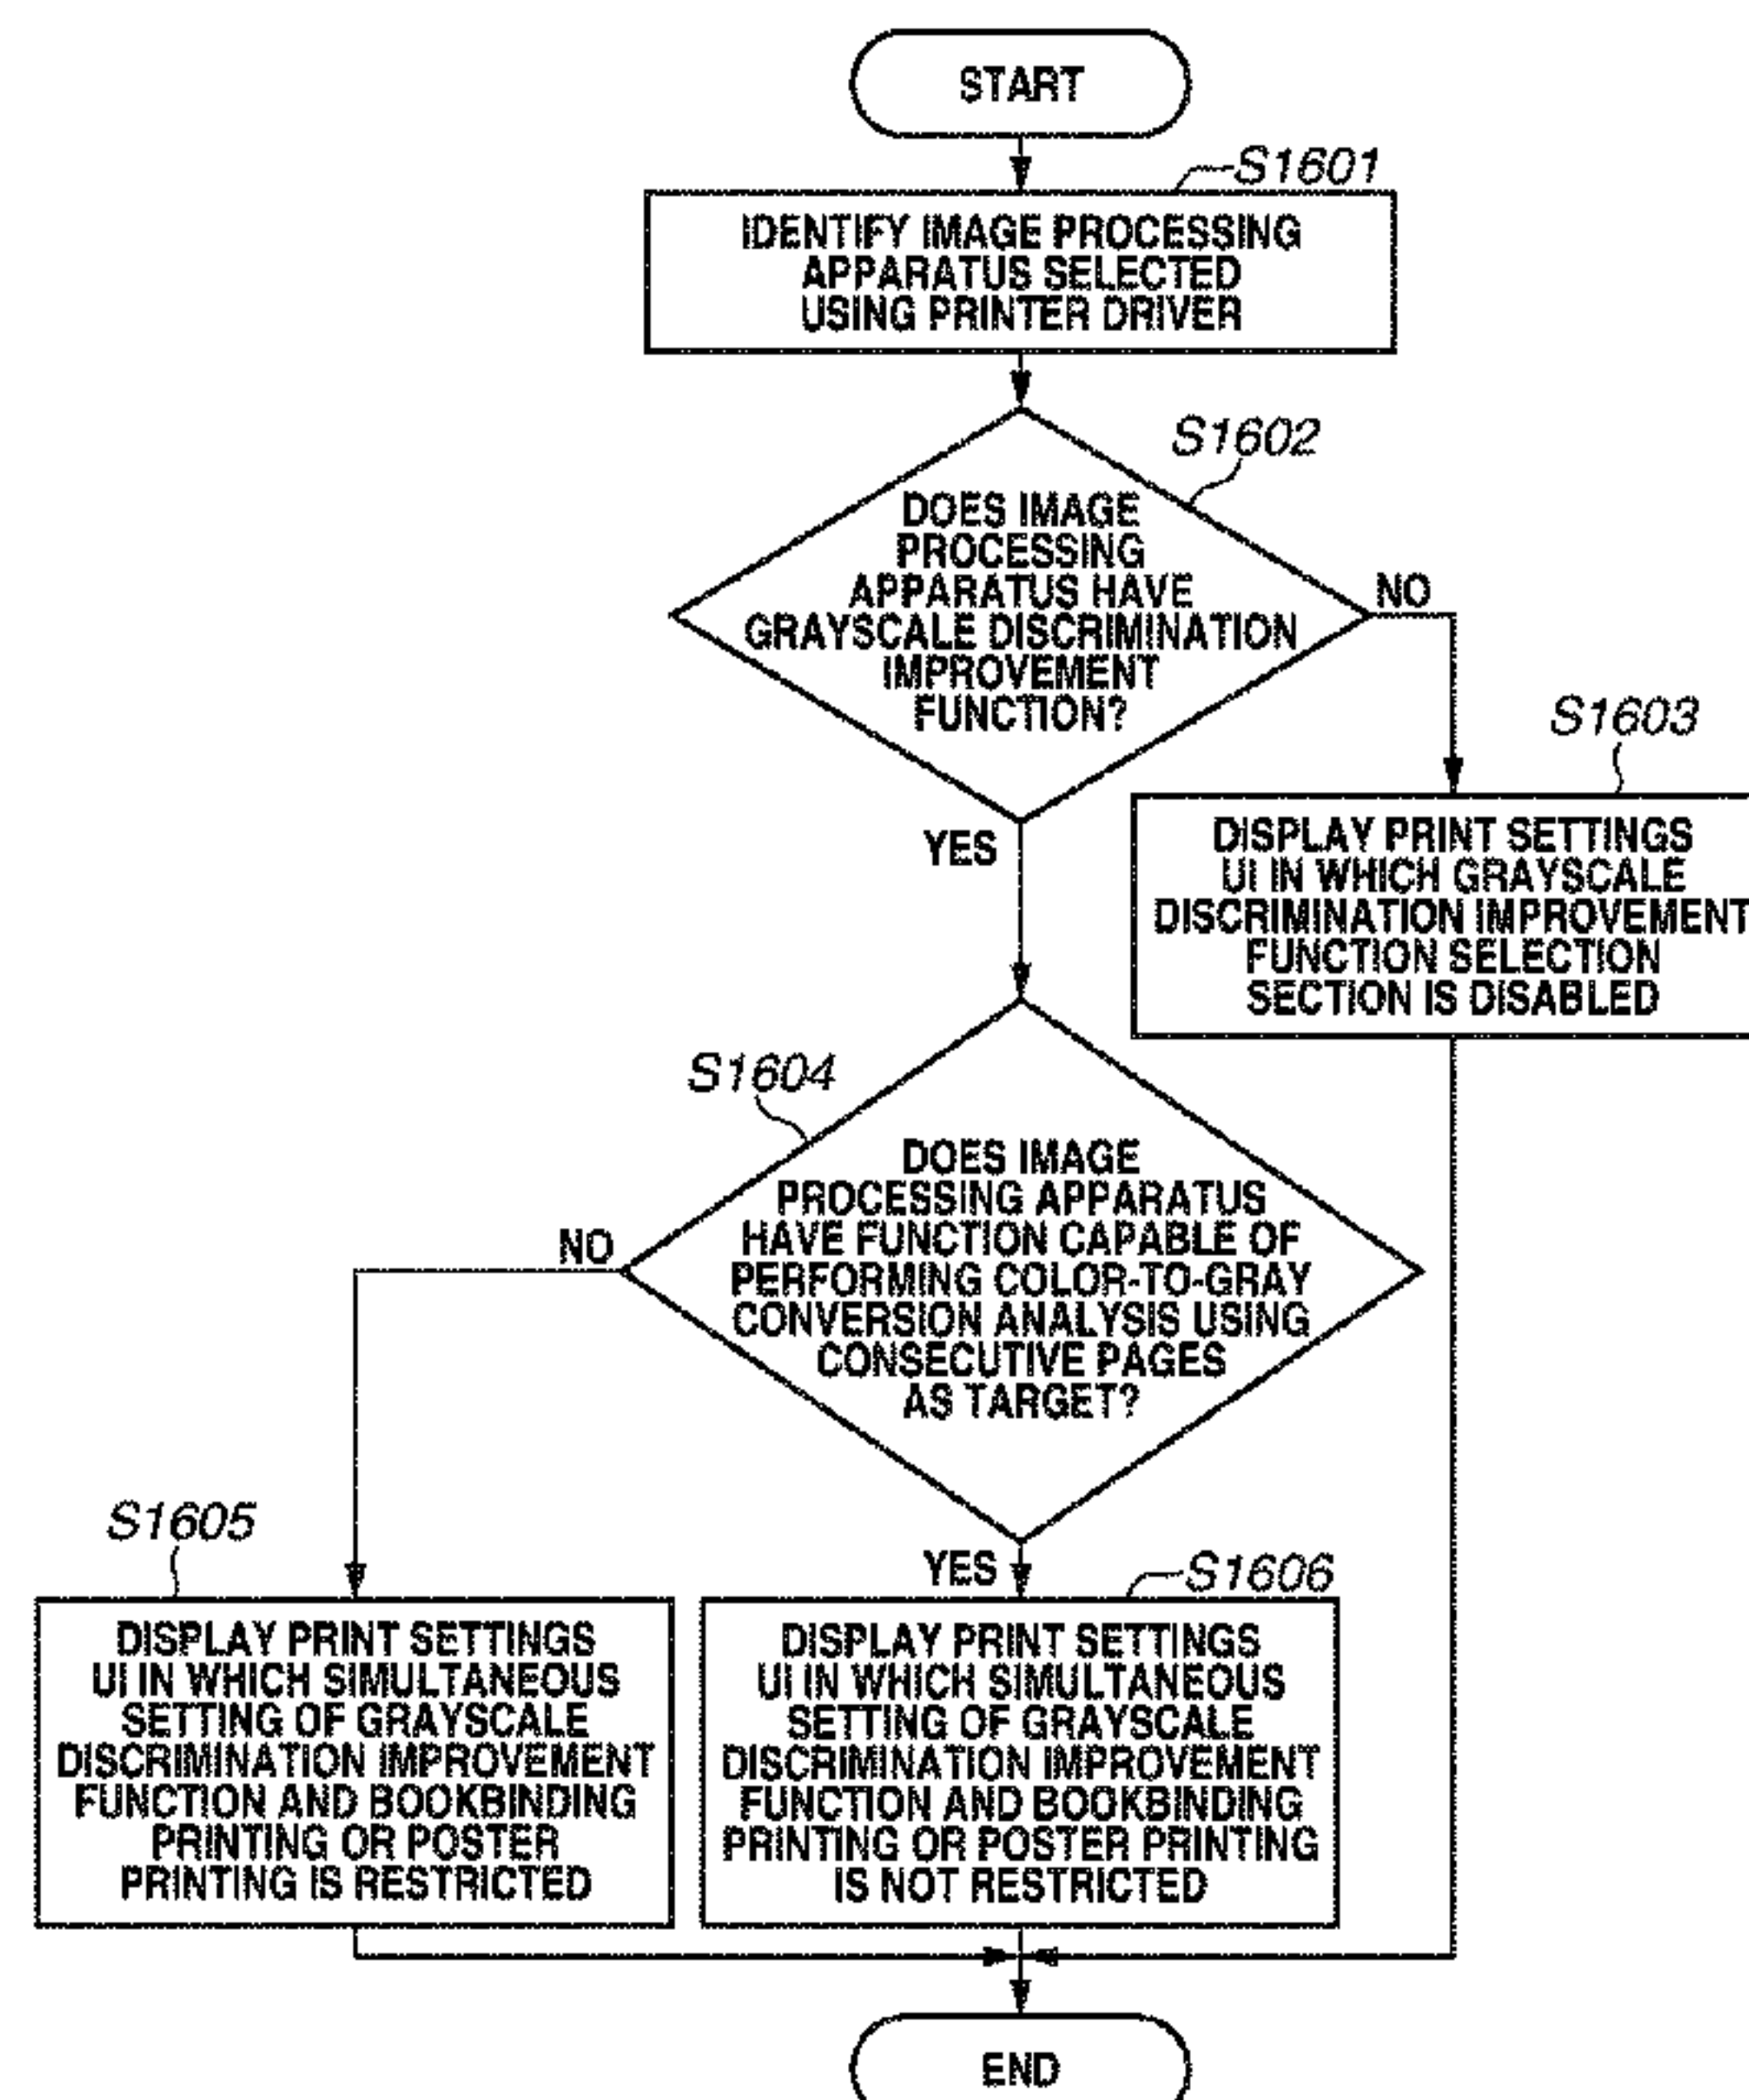 START
S1601
IDENTIFY IMAGE PROCESSING
APPARATUS SELECTED
USING PRINTER DRIVER
S1602
DOES IMAGE
PROCESSING
APPARATUS HAVE
GRAYSCALE DISCRIMINATION
IMPROVEMENT
FUNCTION?
NO
YES
S1603
DISPLAY PRINT SETTINGS
UI IN WHICH GRAYSCALE
DISCRIMINATION IMPROVEMENT
FUNCTION SELECTION
SECTION IS DISABLED
S1604
DOES IMAGE
PROCESSING APPARATUS
HAVE FUNCTION CAPABLE OF
PERFORMING COLOR-TO-GRAY
CONVERSION ANALYSIS USING
CONSECUTIVE PAGES
AS TARGET?
NO
YES
S1605
DISPLAY PRINT SETTINGS
UI IN WHICH SIMULTANEOUS
SETTING OF GRAYSCALE
DISCRIMINATION IMPROVEMENT
FUNCTION AND BOOKBINDING
PRINTING OR POSTER
PRINTING IS RESTRICTED
S1606
DISPLAY PRINT SETTINGS
UI IN WHICH SIMULTANEOUS
SETTING OF GRAYSCALE
DISCRIMINATION IMPROVEMENT
FUNCTION AND BOOKBINDING
PRINTING OR POSTER PRINTING
IS NOT RESTRICTED
END